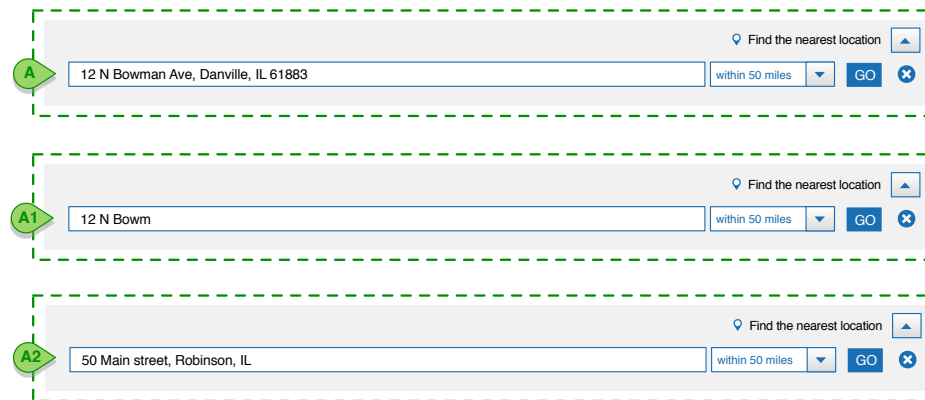 Find the nearest location
A 12 N Bowman Ave, Danville, IL 61883 within 50 miles GO
Find the nearest location
A1 12 N Bowm within 50 miles GO
Find the nearest location
A2 50 Main street, Robinson, IL within 50 miles GO